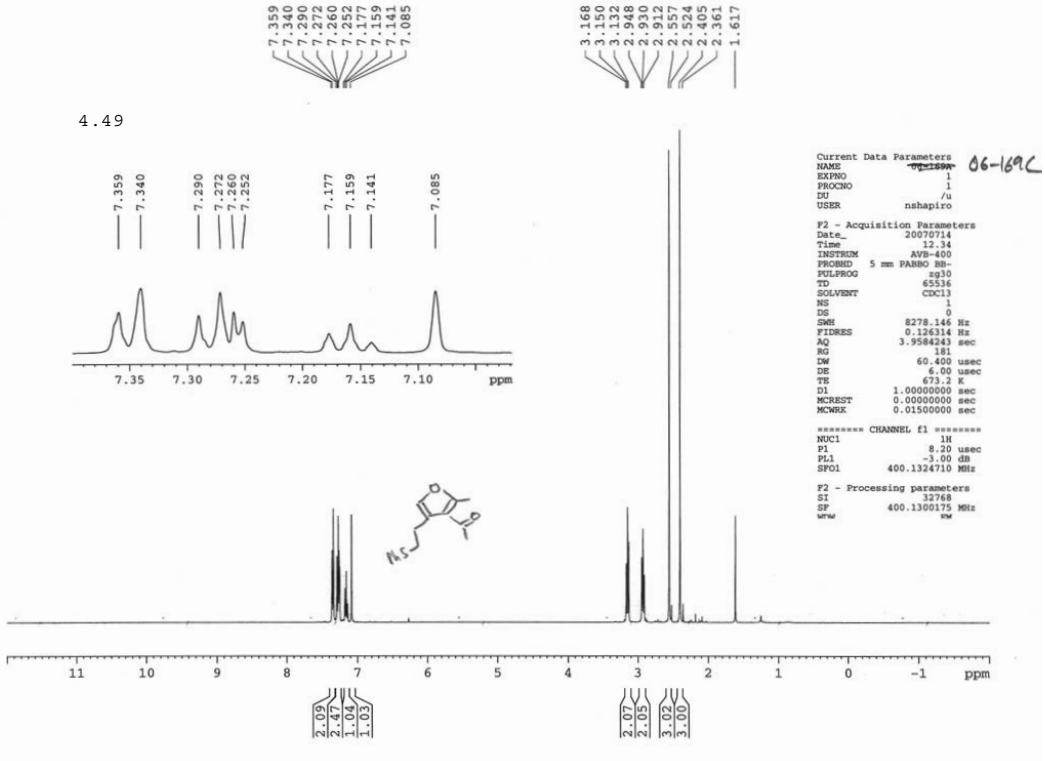 7.359
7.340
7.290
7.272
7.260
7.252
7.177
7.159
7.141
7.085
3.168
3.150
3.132
2.948
2.930
2.912
2.557
2.524
2.405
2.361
1.617
4.49
7.359
7.340
7.290
7.272
7.260
7.252
7.177
7.159
7.141
7.085
7.35 7.30 7.25 7.20 7.15 7.10 ppm
Current Data Parameters
NAME 06-169A 06-169C
EXPNO 1
PROCNO 1
DU /u
USER nshapiro
F2 - Acquisition Parameters
Date_ 20070714
Time 12.34
INSTRUM AVB-400
PROBHD 5 mm PABBO BB-
PULPROG zg30
TD 65536
SOLVENT CDCl3
NS 1
DS 0
SWH 8278.146 Hz
FIDRES 0.126314 Hz
AQ 3.9584243 sec
RG 181
DW 60.400 usec
DE 6.00 usec
TE 673.2 K
D1 1.00000000 sec
MCREST 0.00000000 sec
MCWRK 0.01500000 sec
======== CHANNEL f1 ========
NUC1 1H
P1 8.20 usec
PL1 -3.00 dB
SFO1 400.1324710 MHz
F2 - Processing parameters
SI 32768
SF 400.1300175 MHz
WDW EM
O
O
PhS
11 10 9 8 7 6 5 4 3 2 1 0 -1 ppm
2.09
2.47
1.04
1.03
2.07
2.05
3.02
3.00